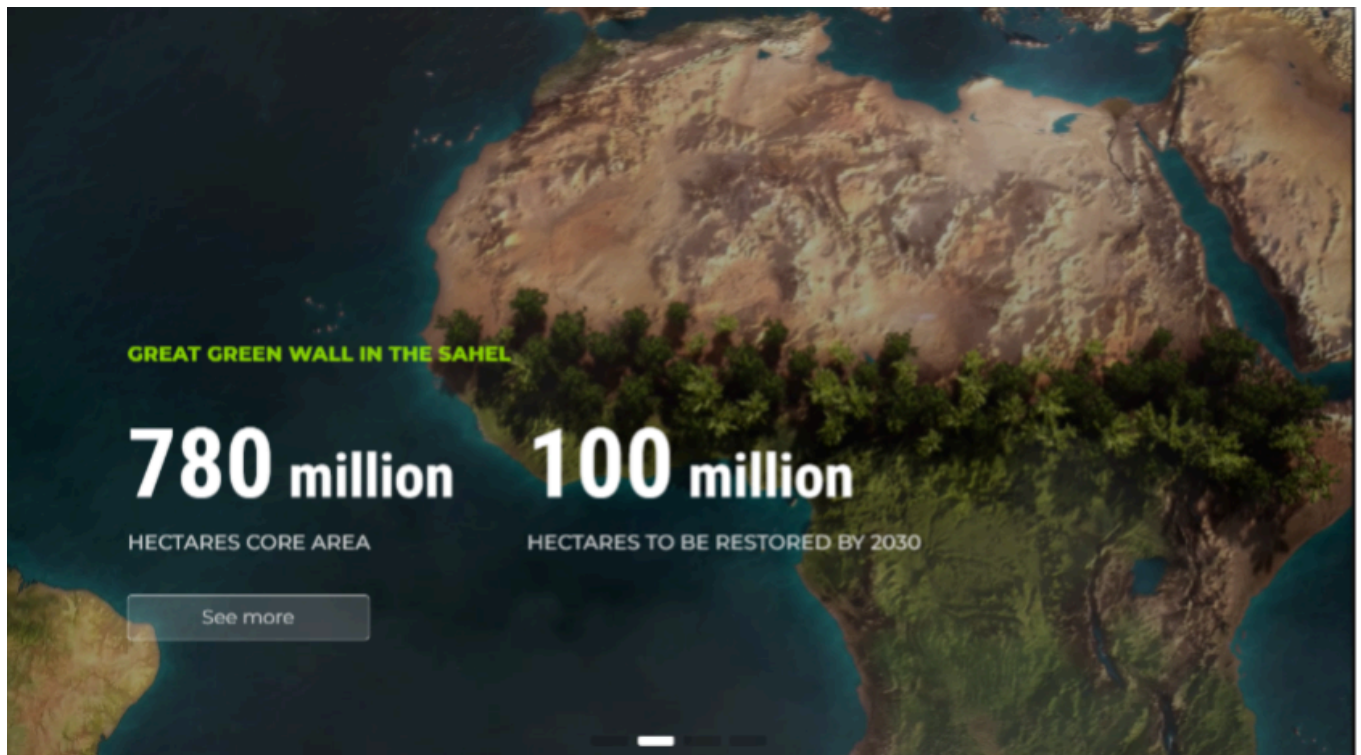 GREAT GREEN WALL IN THE SAHEL
780 million
100 million
HECTARES CORE AREA
HECTARES TO BE RESTORED BY 2030
See more